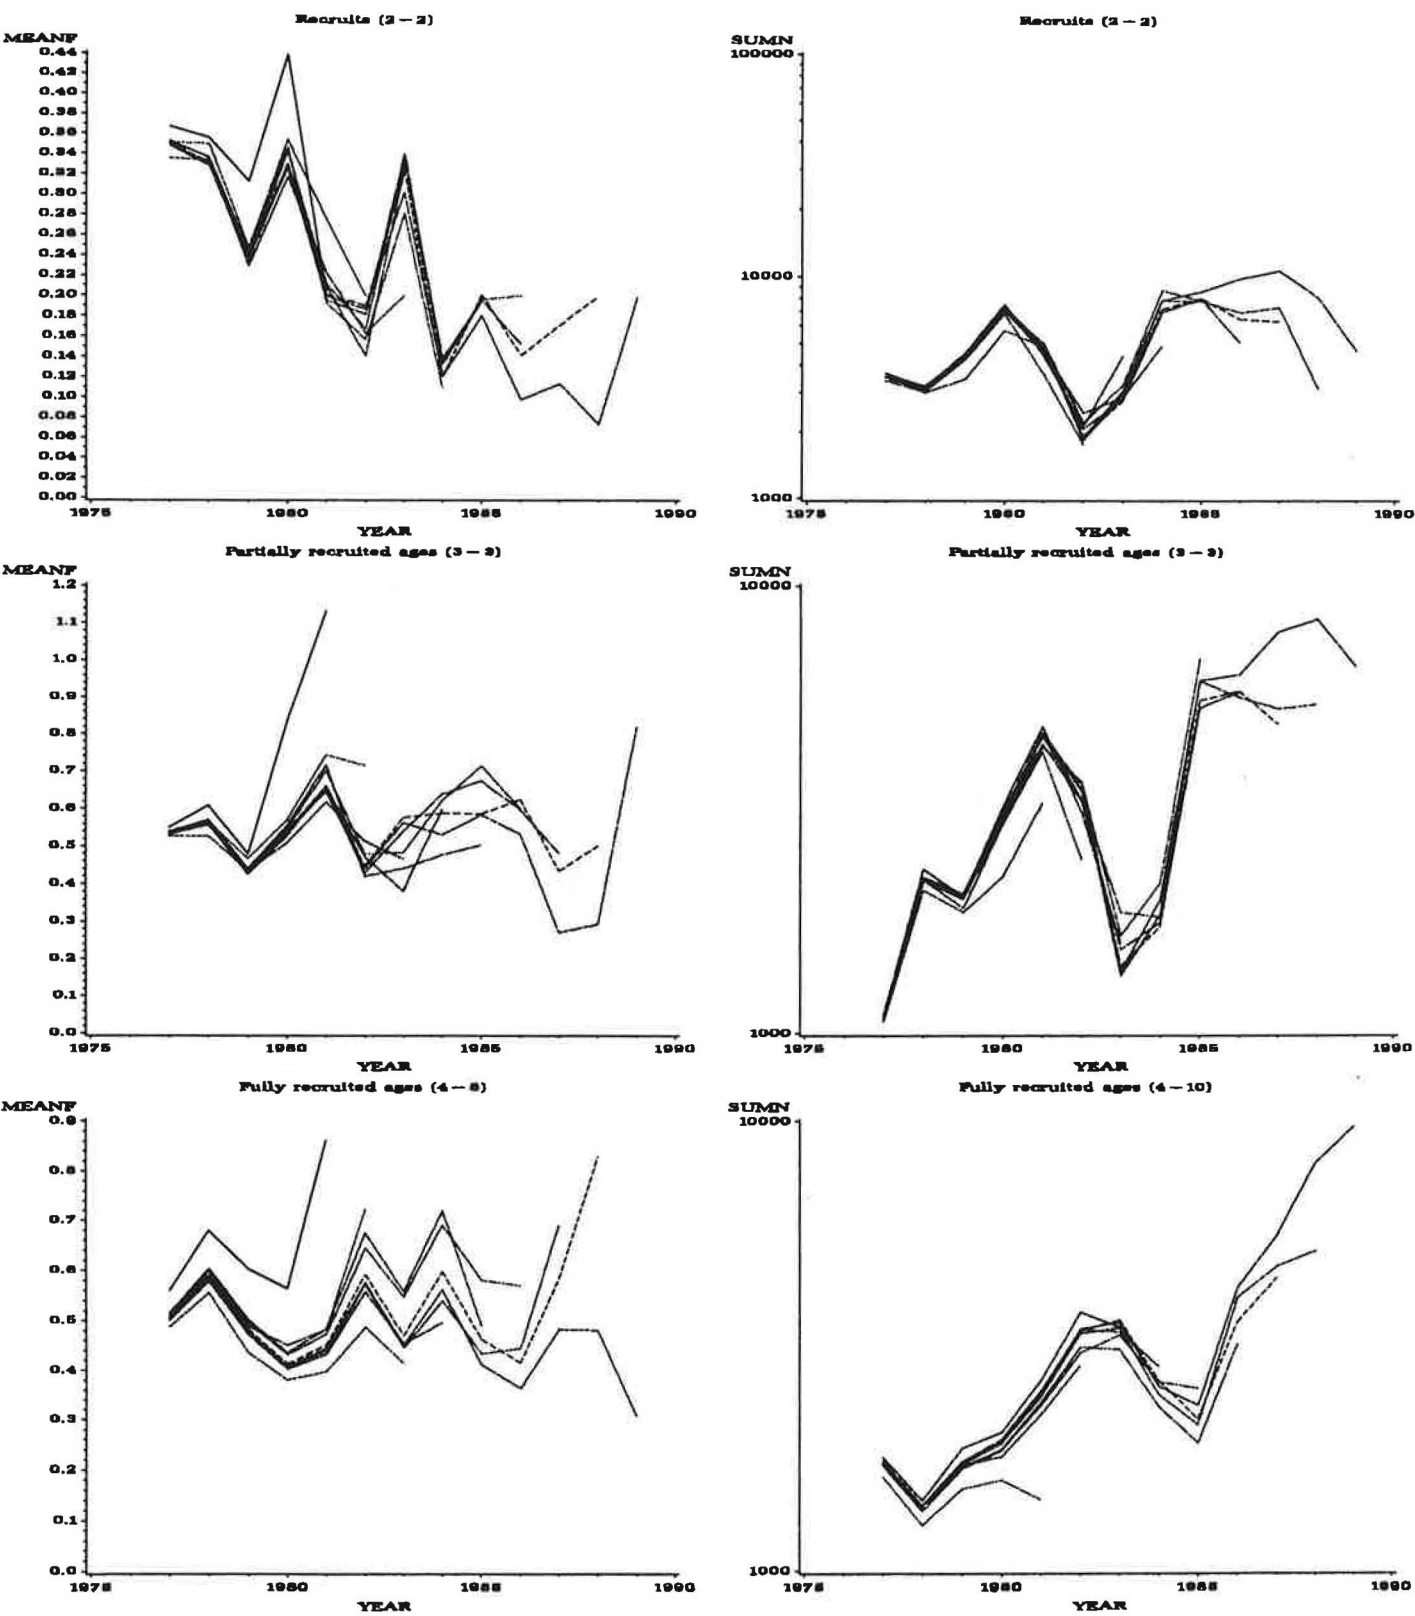 Recruits (2 – 2)
MEANF
0.44
0.42
0.40
0.38
0.36
0.34
0.32
0.30
0.28
0.26
0.24
0.22
0.20
0.18
0.16
0.14
0.12
0.10
0.08
0.06
0.04
0.02
0.00
1975 1980 1985 1990
YEAR
Recruits (2 – 2)
SUMN
100000
10000
1000
1975 1980 1985 1990
YEAR
Partially recruited ages (3 – 3)
MEANF
1.2
1.1
1.0
0.9
0.8
0.7
0.6
0.5
0.4
0.3
0.2
0.1
0.0
1975 1980 1985 1990
YEAR
Partially recruited ages (3 – 3)
SUMN
10000
1000
1975 1980 1985 1990
YEAR
Fully recruited ages (4 – 8)
MEANF
0.9
0.8
0.7
0.6
0.5
0.4
0.3
0.2
0.1
0.0
1975 1980 1985 1990
YEAR
Fully recruited ages (4 – 10)
SUMN
10000
1000
1975 1980 1985 1990
YEAR